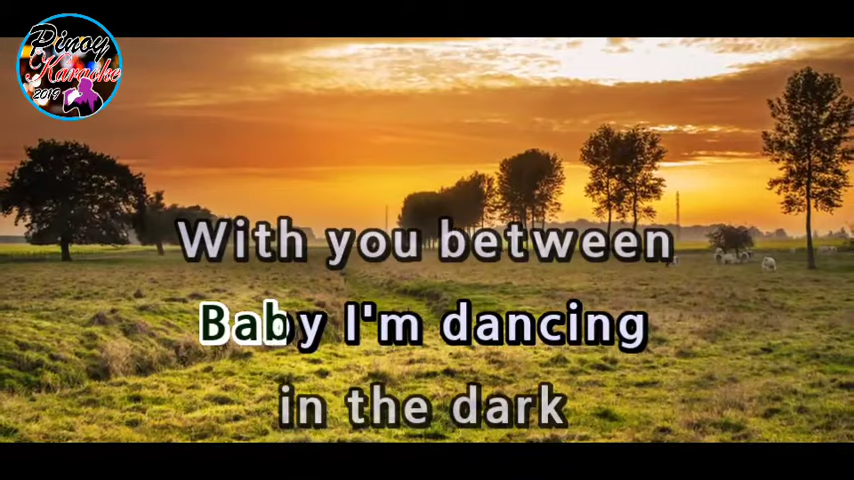 Pinoy
Karaoke
2019
With you between
Baby I'm dancing
in the dark